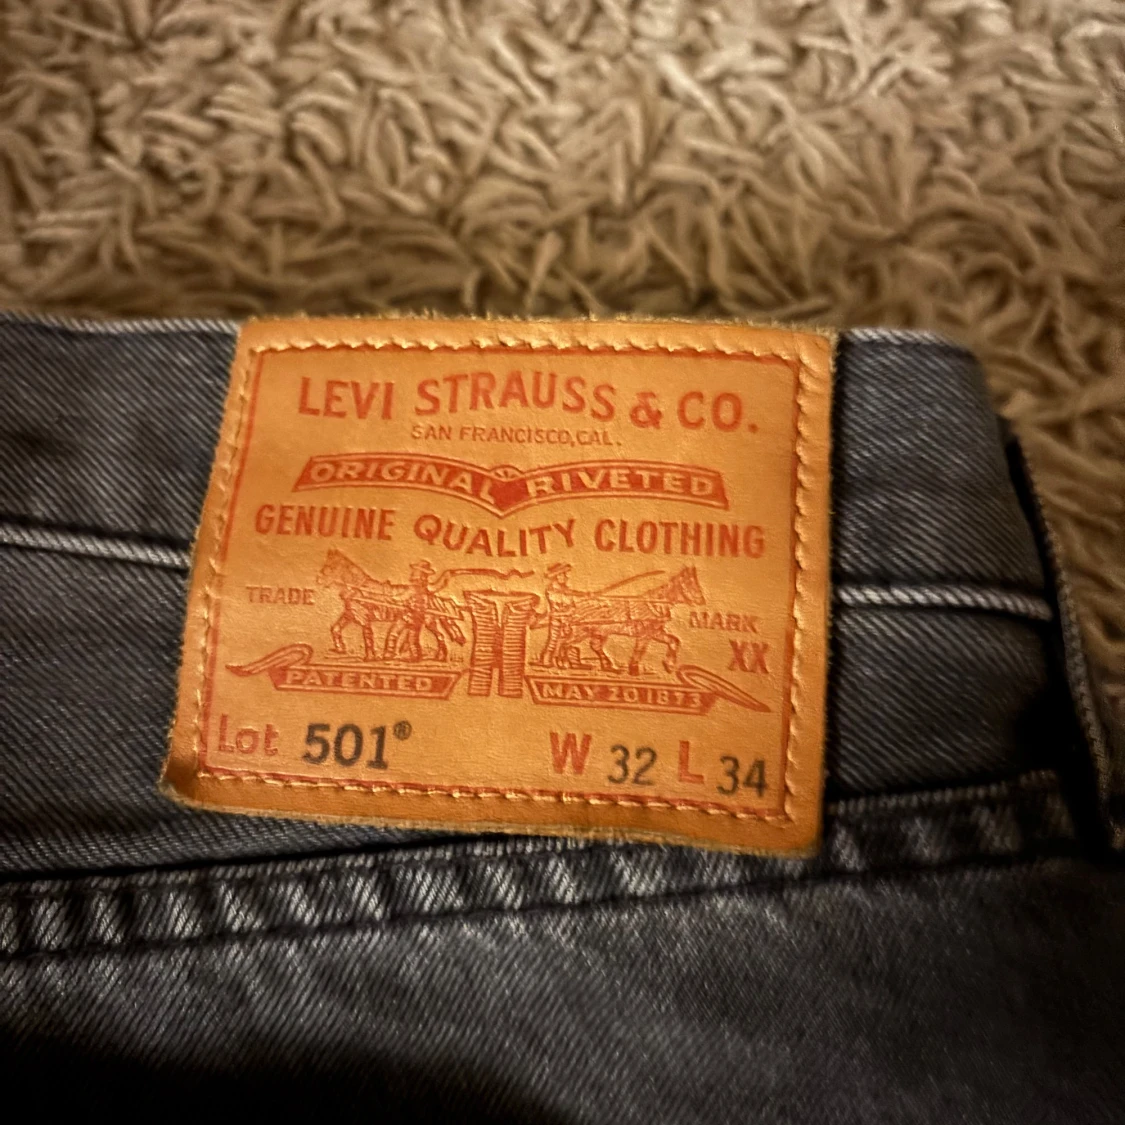 LEVI STRAUSS & CO.
SAN FRANCISCO, CAL.
ORIGINAL RIVETED
GENUINE QUALITY CLOTHING
TRADE MARK
XX
PATENTED MAY 20 1873
Lot 501® W 32 L 34